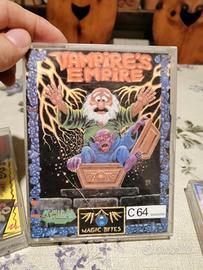 VAMPIRE'S
EMPIRE
C 64
MAGIC BYTES